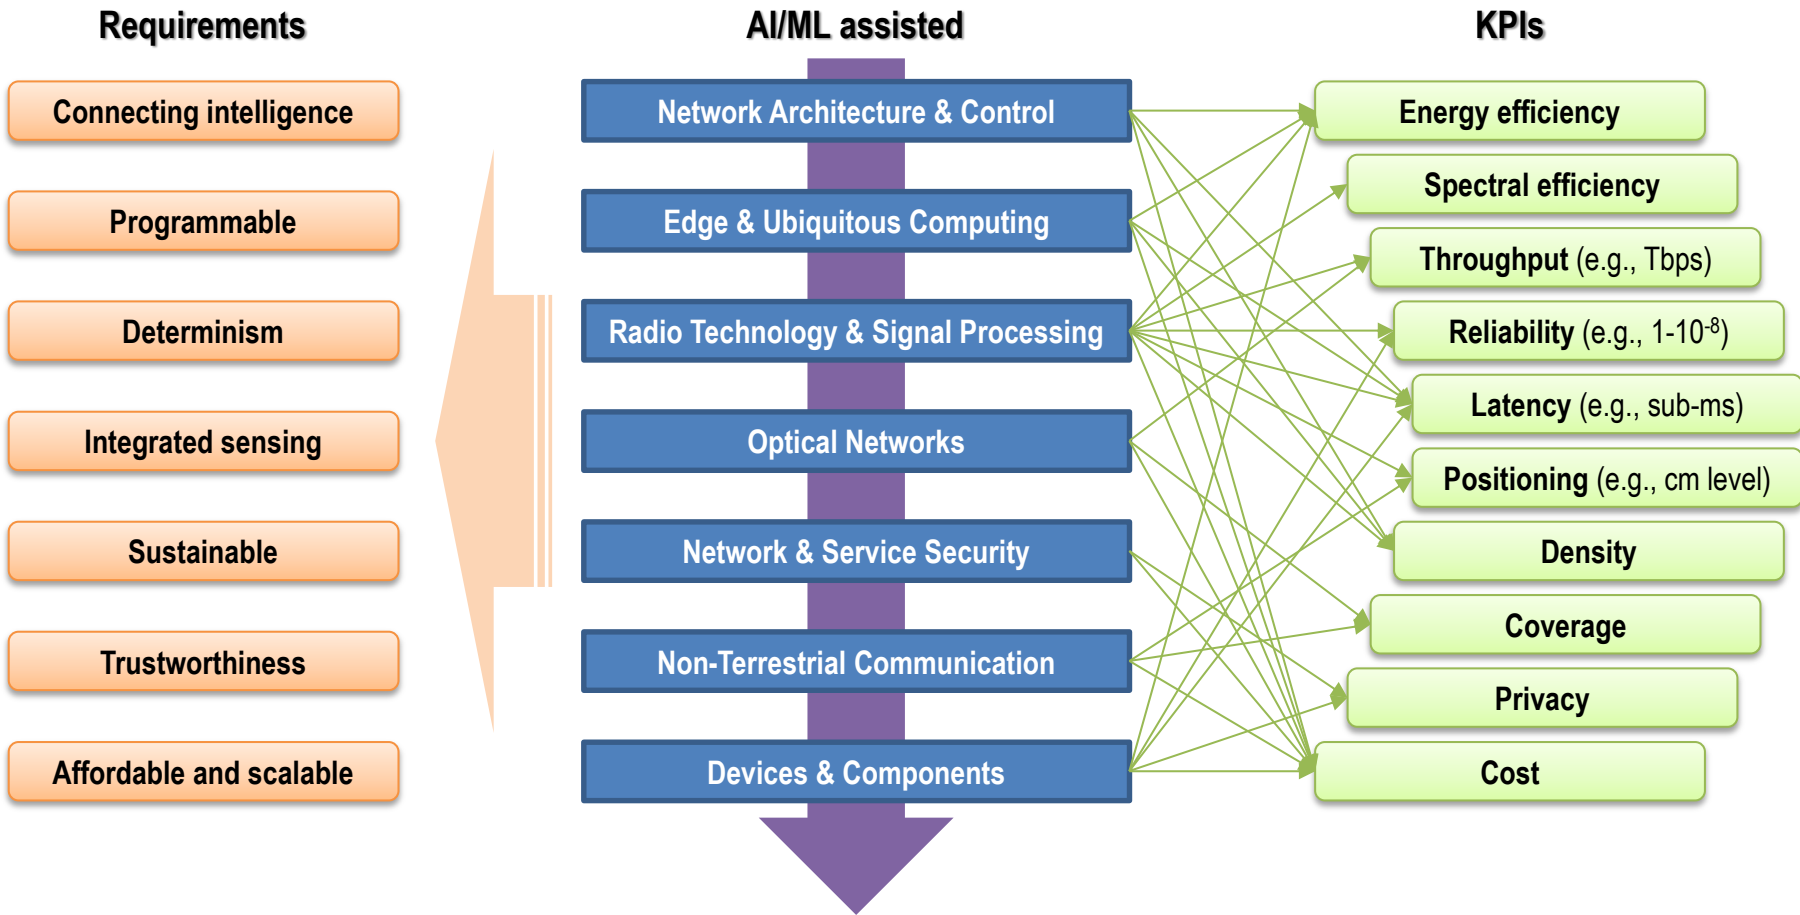 Requirements
Connecting intelligence
Programmable
Determinism
Integrated sensing
Sustainable
Trustworthiness
Affordable and scalable
AI/ML assisted
Network Architecture & Control
Edge & Ubiquitous Computing
Radio Technology & Signal Processing
Optical Networks
Network & Service Security
Non-Terrestrial Communication
Devices & Components
KPIs
Energy efficiency
Spectral efficiency
Throughput (e.g., Tbps)
Reliability (e.g., 1-10⁻⁸)
Latency (e.g., sub-ms)
Positioning (e.g., cm level)
Density
Coverage
Privacy
Cost